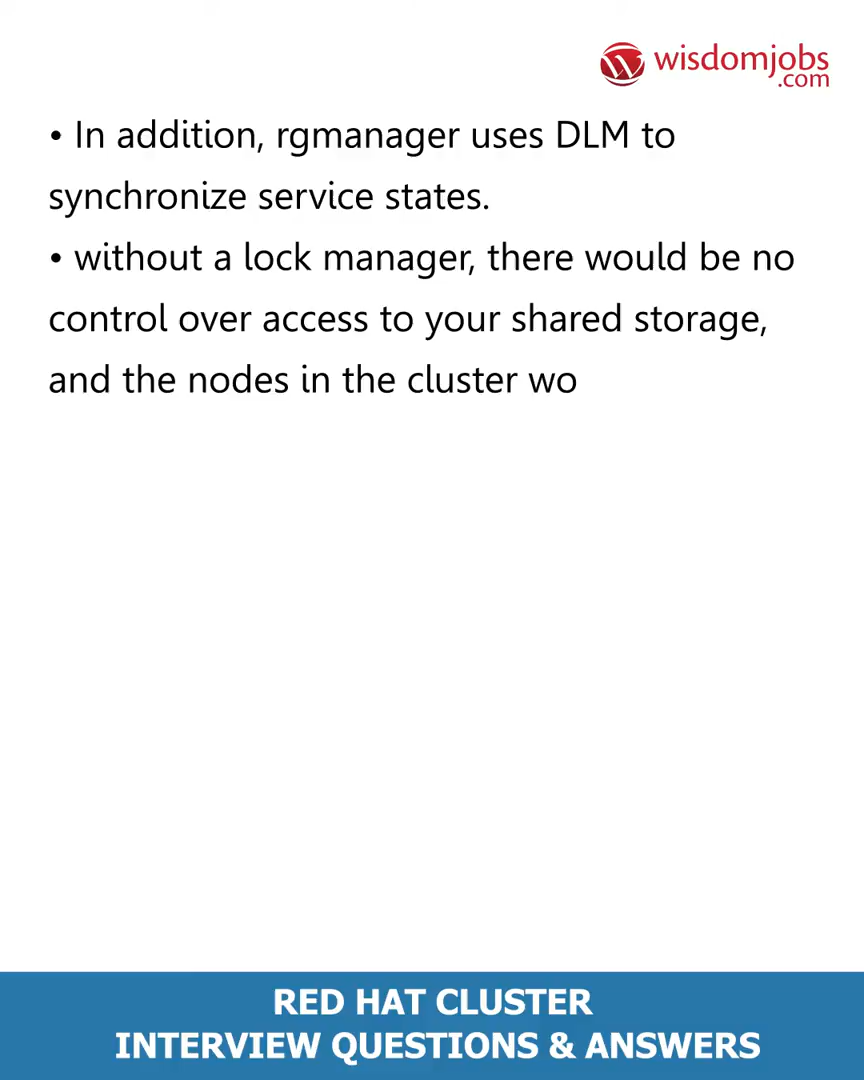 wisdomjobs
.com
• In addition, rgmanager uses DLM to
synchronize service states.
• without a lock manager, there would be no
control over access to your shared storage,
and the nodes in the cluster wo
RED HAT CLUSTER
INTERVIEW QUESTIONS & ANSWERS